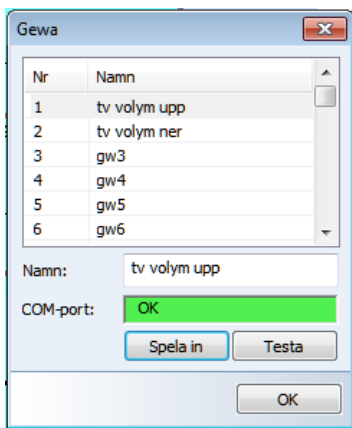 Gewa
Nr Namn
1 tv volym upp
2 tv volym ner
3 gw3
4 gw4
5 gw5
6 gw6
Namn: tv volym upp
COM-port: OK
Spela in Testa
OK